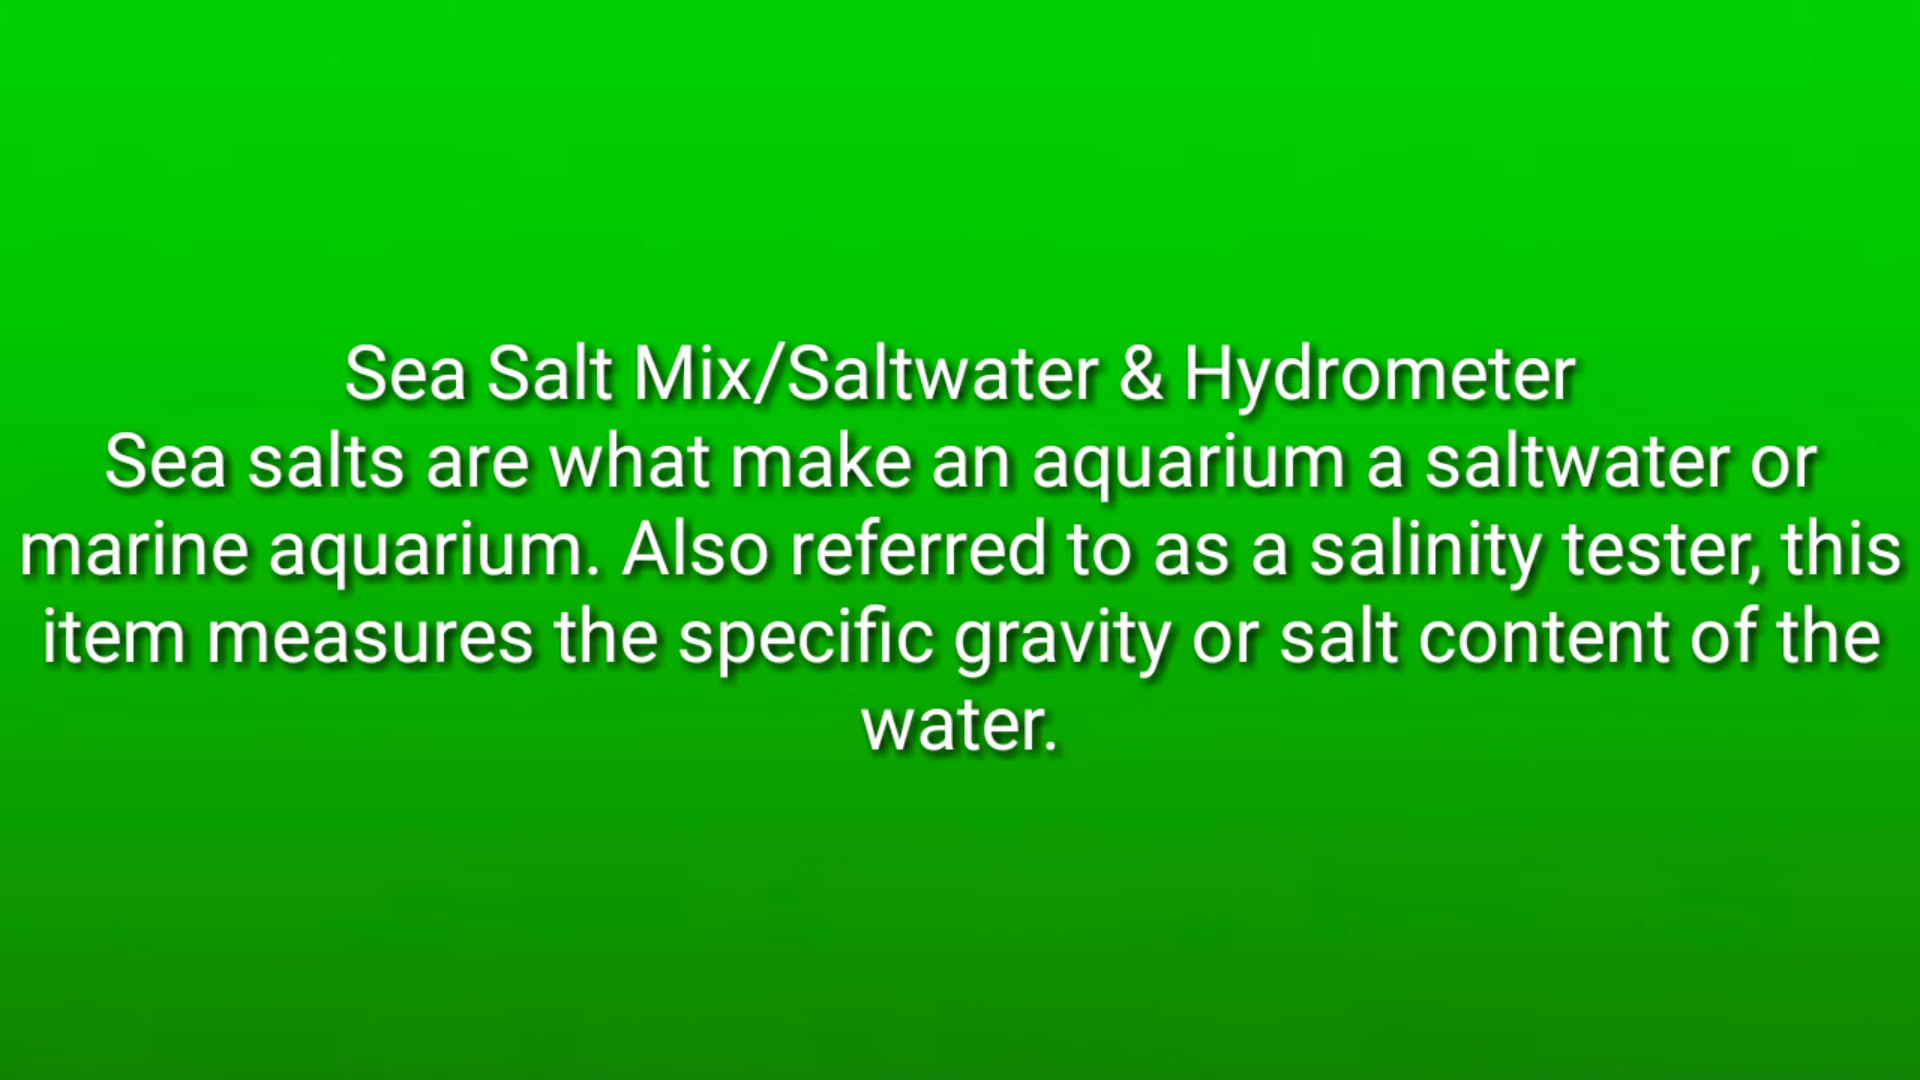 Sea Salt Mix/Saltwater & Hydrometer
Sea salts are what make an aquarium a saltwater or
marine aquarium. Also referred to as a salinity tester, this
item measures the specific gravity or salt content of the
water.